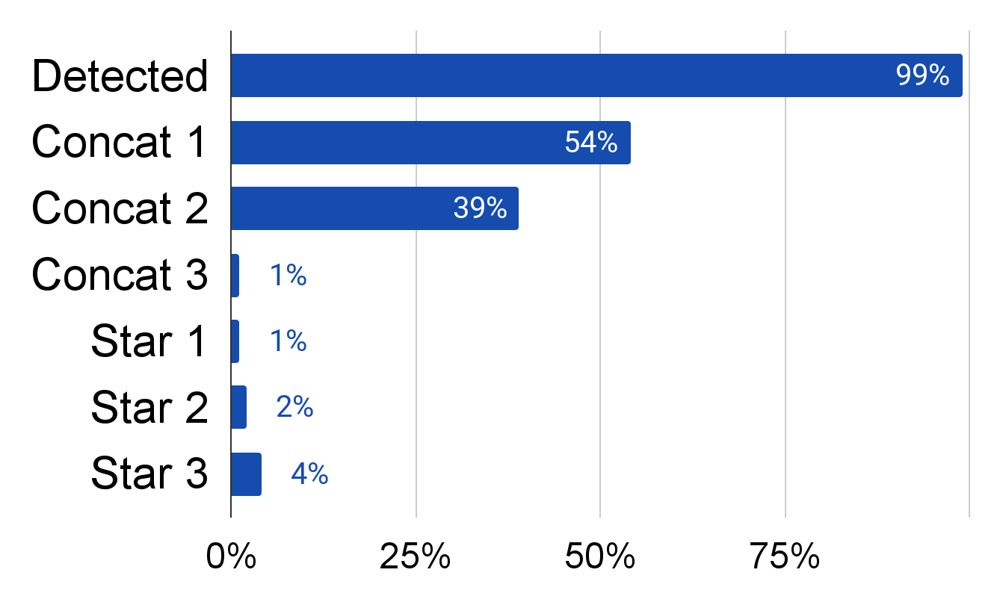 Detected 99%
Concat 1 54%
Concat 2 39%
Concat 3 1%
Star 1 1%
Star 2 2%
Star 3 4%
0% 25% 50% 75%